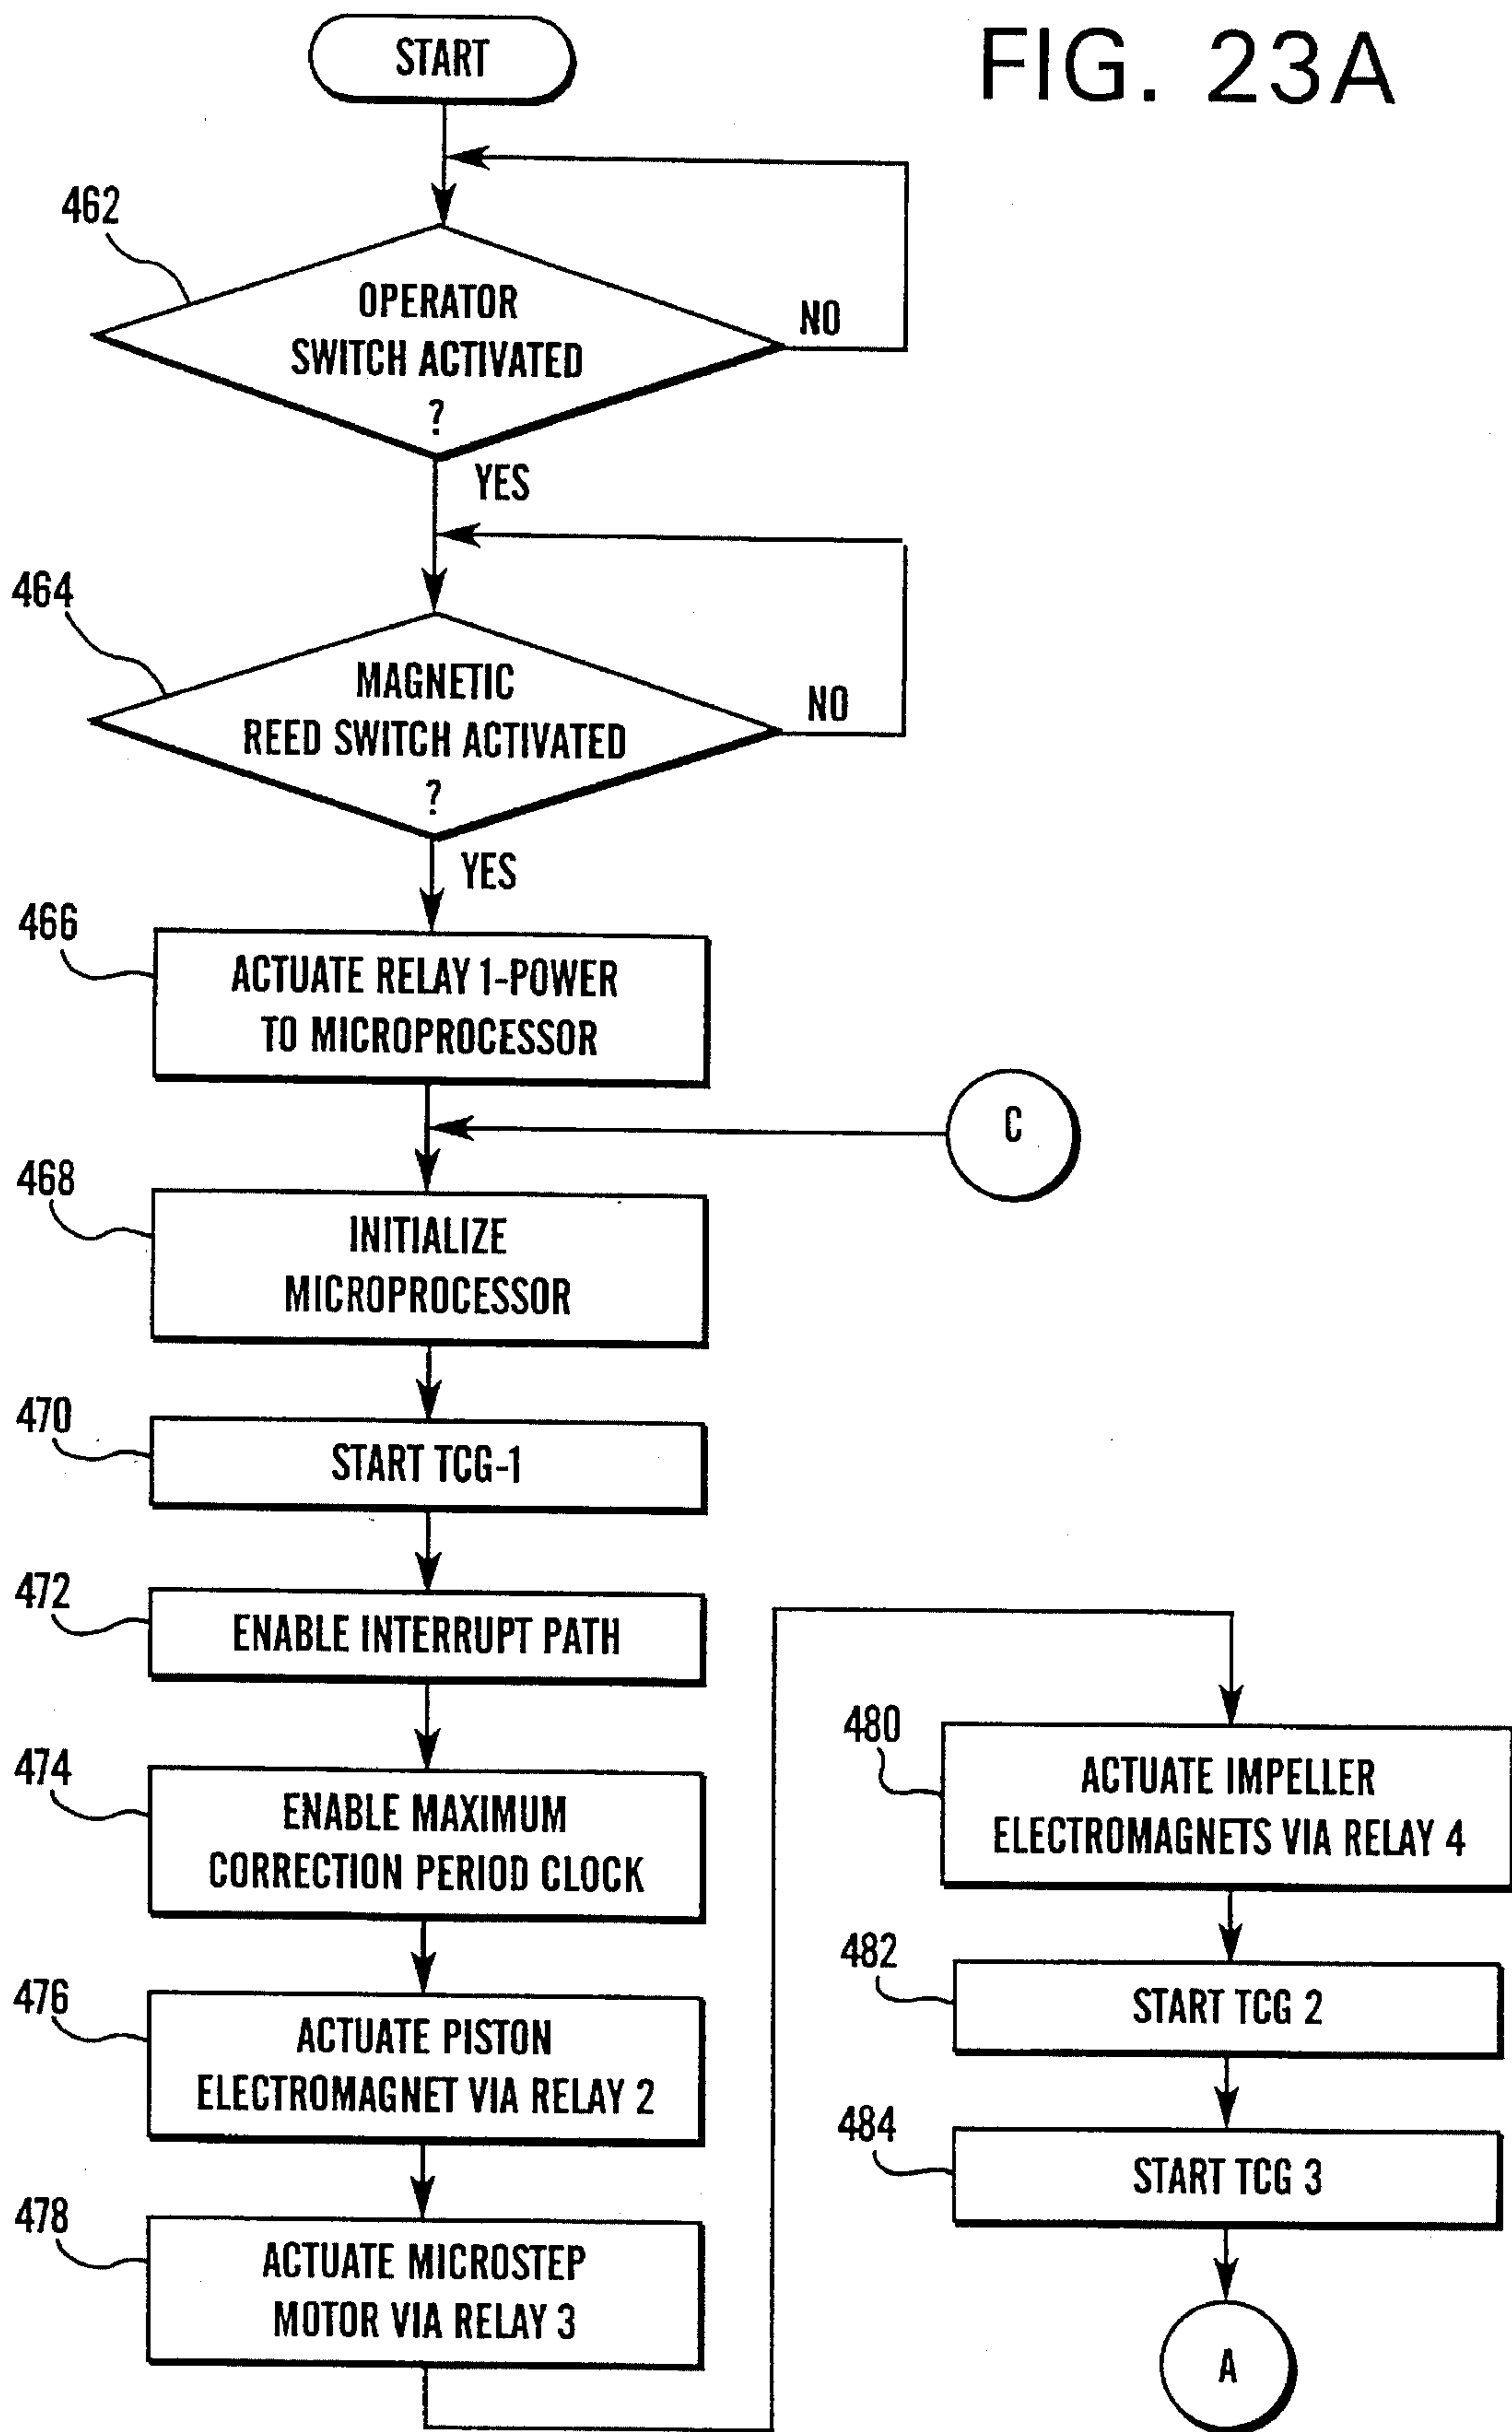 FIG. 23A
START
462
OPERATOR
SWITCH ACTIVATED
?
NO
YES
464
MAGNETIC
REED SWITCH ACTIVATED
?
NO
YES
466
ACTUATE RELAY 1-POWER
TO MICROPROCESSOR
C
468
INITIALIZE
MICROPROCESSOR
470
START TCG-1
472
ENABLE INTERRUPT PATH
474
ENABLE MAXIMUM
CORRECTION PERIOD CLOCK
476
ACTUATE PISTON
ELECTROMAGNET VIA RELAY 2
478
ACTUATE MICROSTEP
MOTOR VIA RELAY 3
480
ACTUATE IMPELLER
ELECTROMAGNETS VIA RELAY 4
482
START TCG 2
484
START TCG 3
A